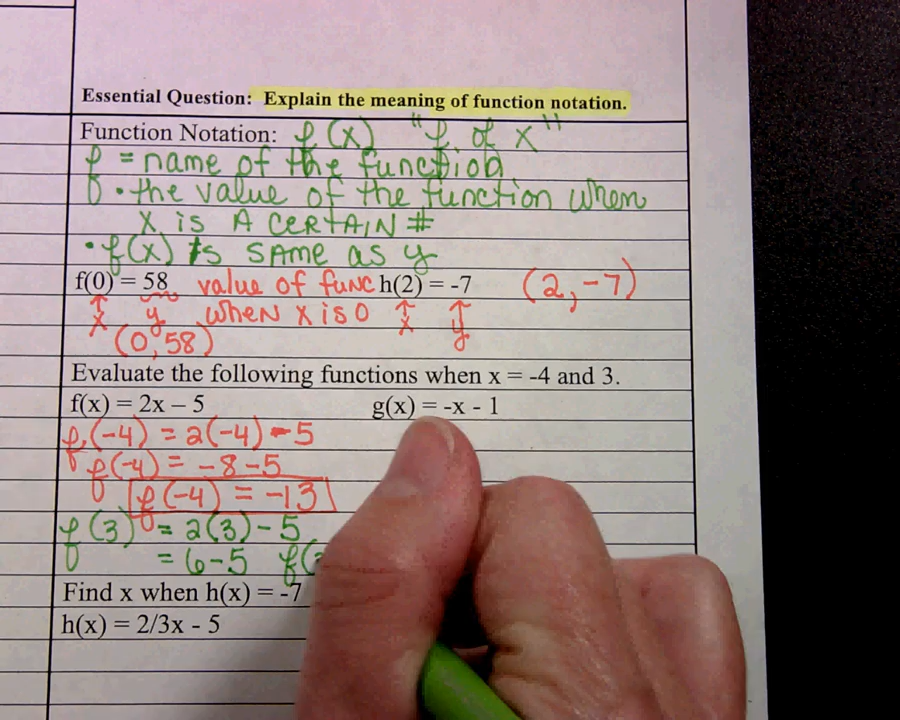 Essential Question: Explain the meaning of function notation.
Function Notation: f(x) "f of x"
f = name of the function
• the value of the function when
x is A CERTAIN #
• f(x) is SAME AS y
f(0) = 58 value of func h(2) = -7 (2, -7)
x y when x is 0 x y
(0, 58)
Evaluate the following functions when x = -4 and 3.
f(x) = 2x – 5 g(x) = -x - 1
f(-4) = 2(-4) - 5
f(-4) = -8 - 5
f(-4) = -13
f(3) = 2(3) - 5
= 6 - 5 f(
Find x when h(x) = -7
h(x) = 2/3x - 5